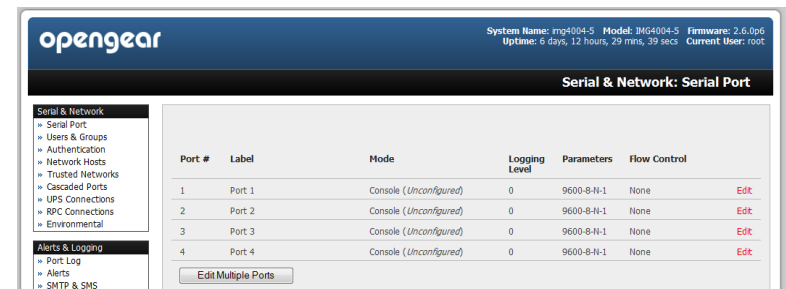 opengear
System Name: img4004-5 Model: IMG4004-5 Firmware: 2.6.0p6
Uptime: 6 days, 12 hours, 29 mins, 39 secs Current User: root
Serial & Network: Serial Port
Serial & Network
» Serial Port
» Users & Groups
» Authentication
» Network Hosts
» Trusted Networks
» Cascaded Ports
» UPS Connections
» RPC Connections
» Environmental
Alerts & Logging
» Port Log
» Alerts
» SMTP & SMS
Port # Label Mode Logging Level Parameters Flow Control
1 Port 1 Console (Unconfigured) 0 9600-8-N-1 None Edit
2 Port 2 Console (Unconfigured) 0 9600-8-N-1 None Edit
3 Port 3 Console (Unconfigured) 0 9600-8-N-1 None Edit
4 Port 4 Console (Unconfigured) 0 9600-8-N-1 None Edit
Edit Multiple Ports